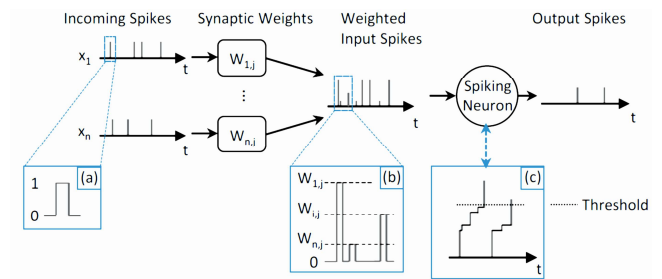 Incoming Spikes
Synaptic Weights
Weighted
Input Spikes
Output Spikes
x1
t
W1,j
t
Spiking
Neuron
t
⋮
xn
t
Wn,i
(a)
1
0
(b)
W1,j
Wi,j
Wn,j
0
(c)
t
Threshold